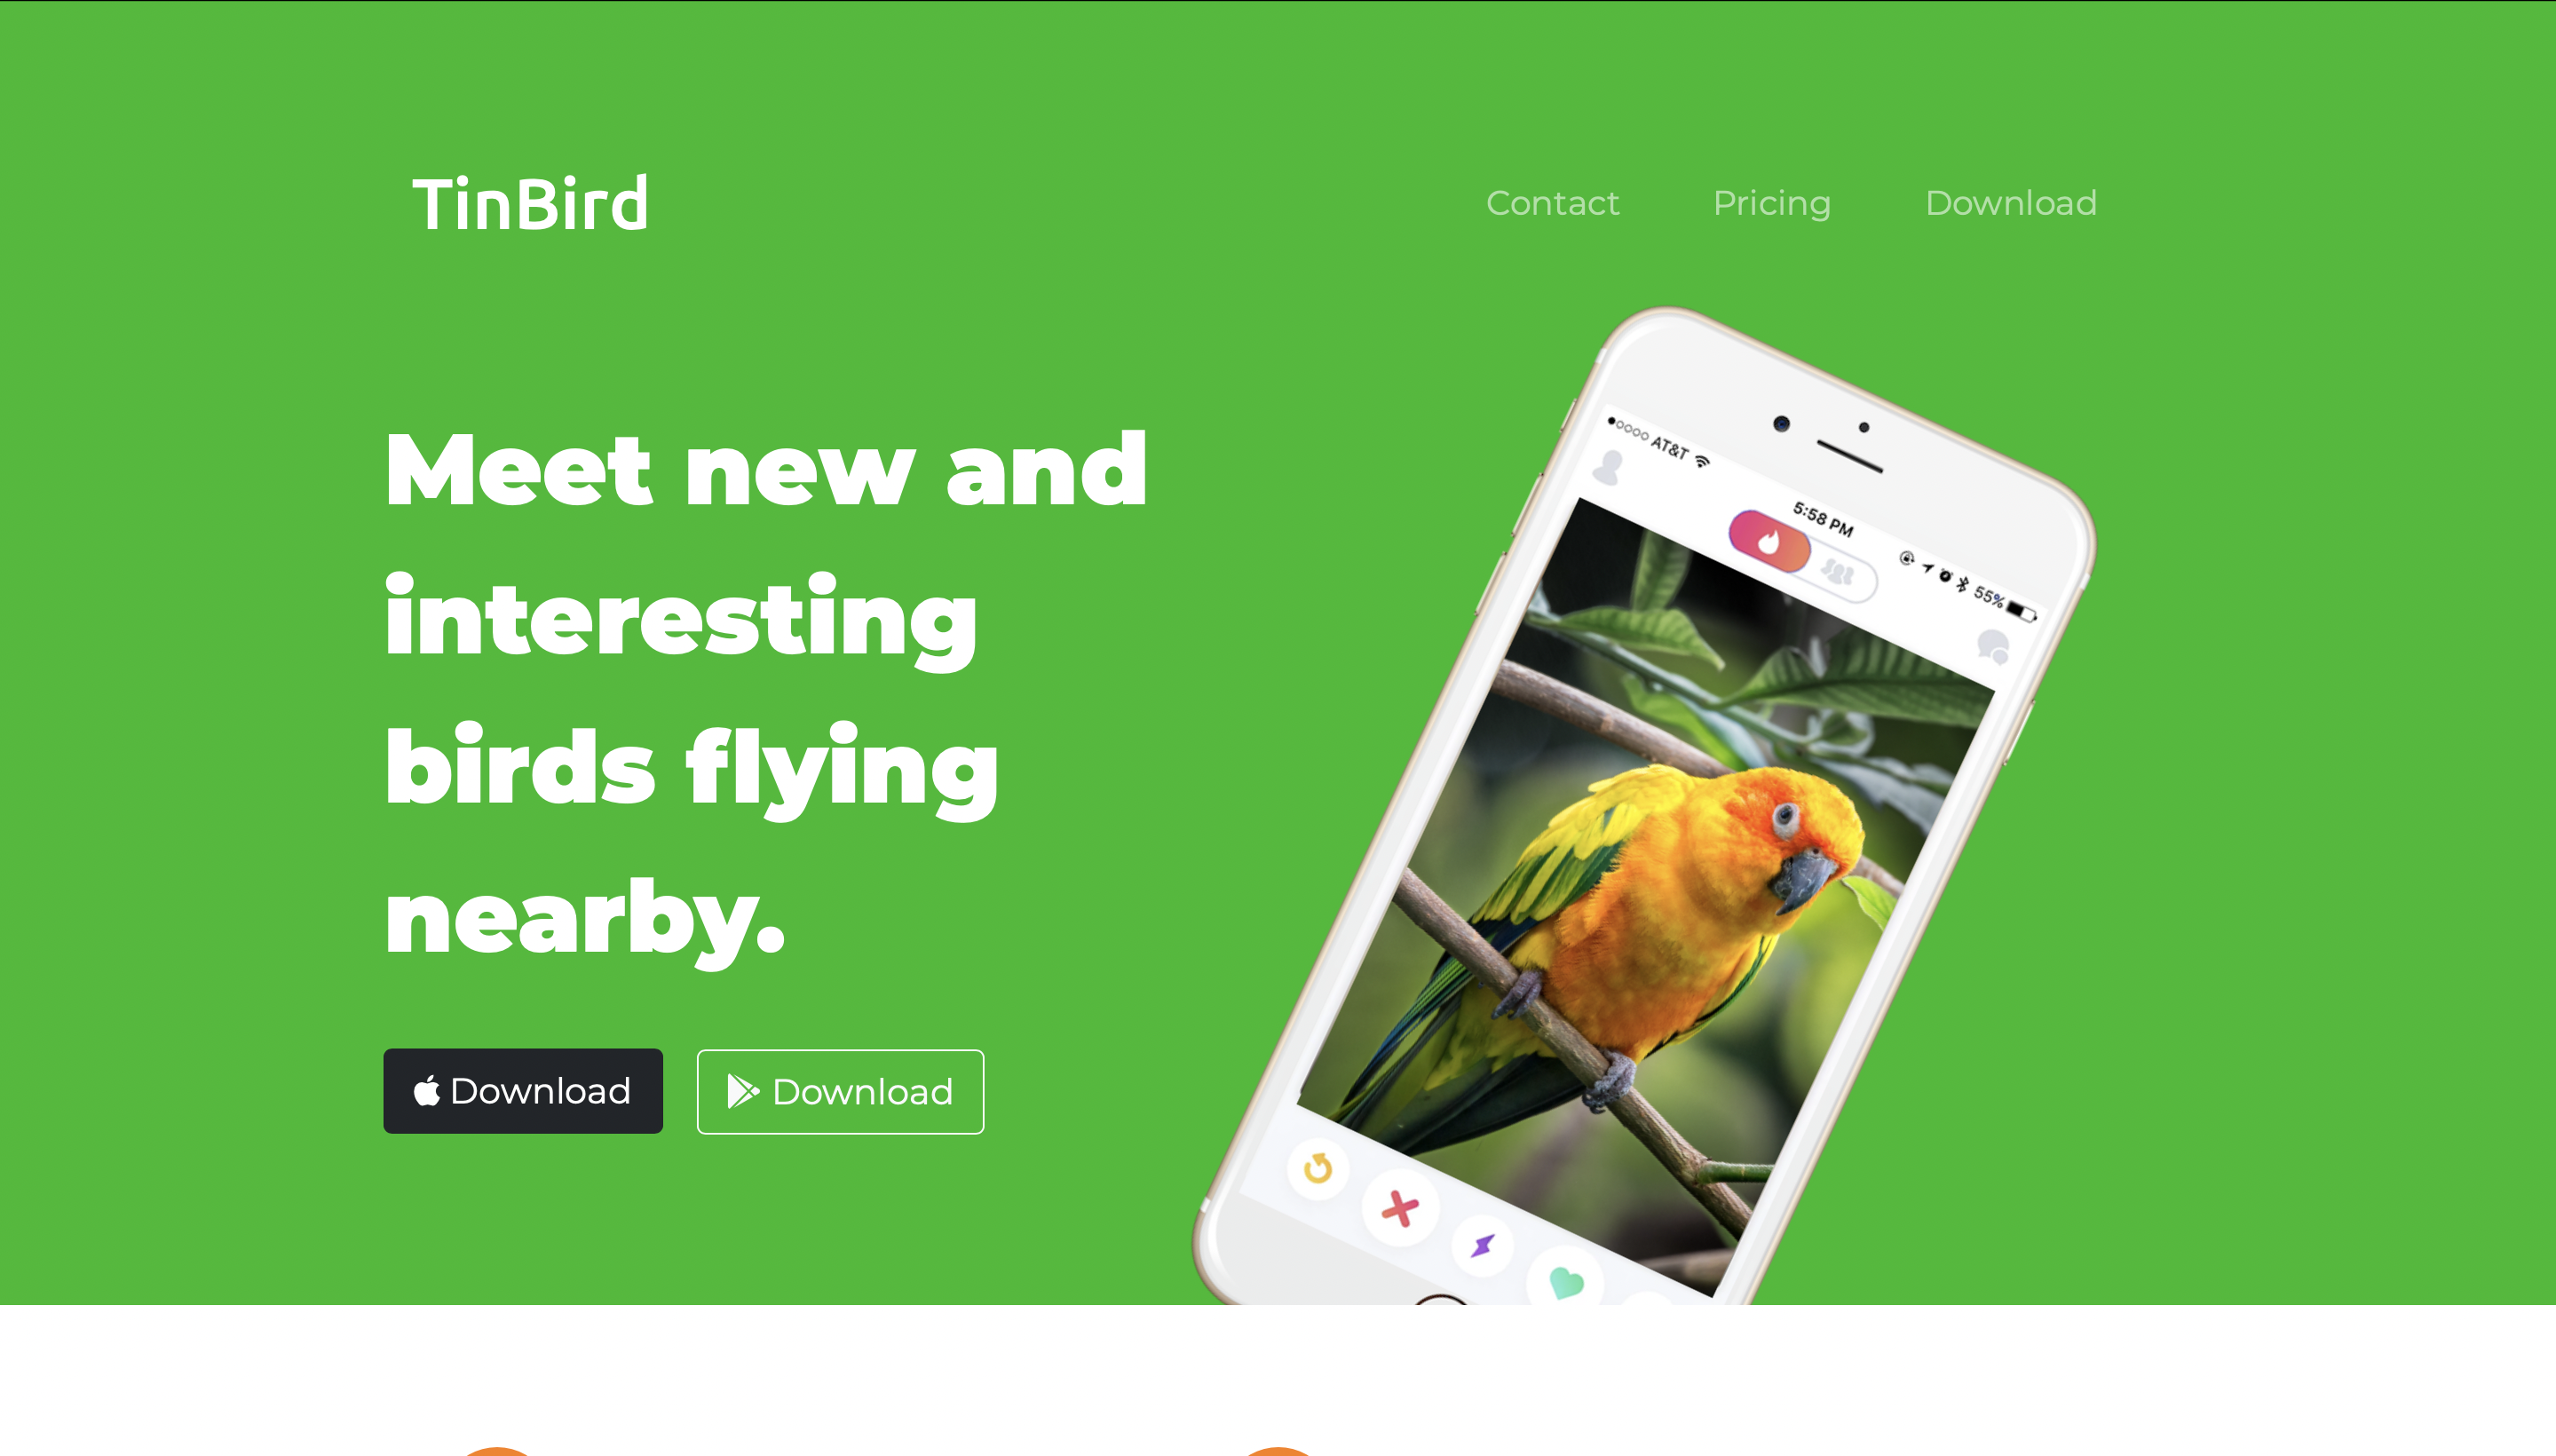 TinBird
Contact Pricing Download
Meet new and
interesting
birds flying
nearby.
Download Download
AT&T 5:58 PM 55%